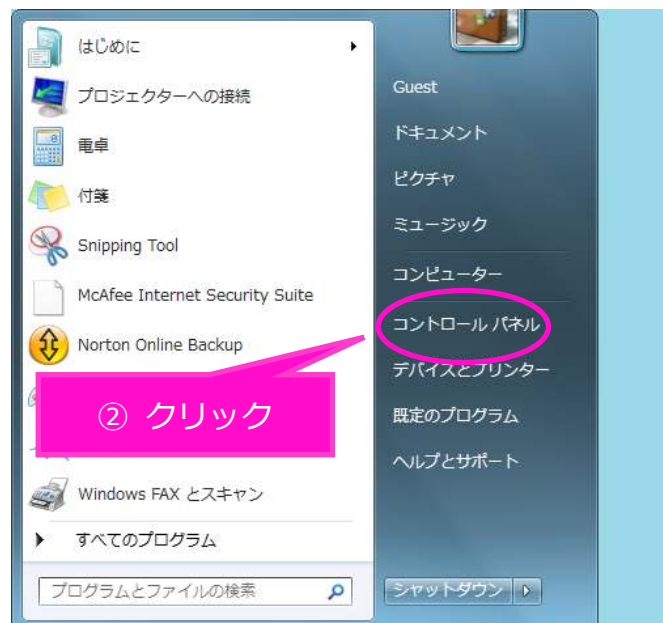 はじめに
プロジェクターへの接続
電卓
付箋
Snipping Tool
McAfee Internet Security Suite
Norton Online Backup
② クリック
Windows FAX とスキャン
すべてのプログラム
プログラムとファイルの検索
Guest
ドキュメント
ピクチャ
ミュージック
コンピューター
コントロール パネル
デバイスとプリンター
既定のプログラム
ヘルプとサポート
シャットダウン